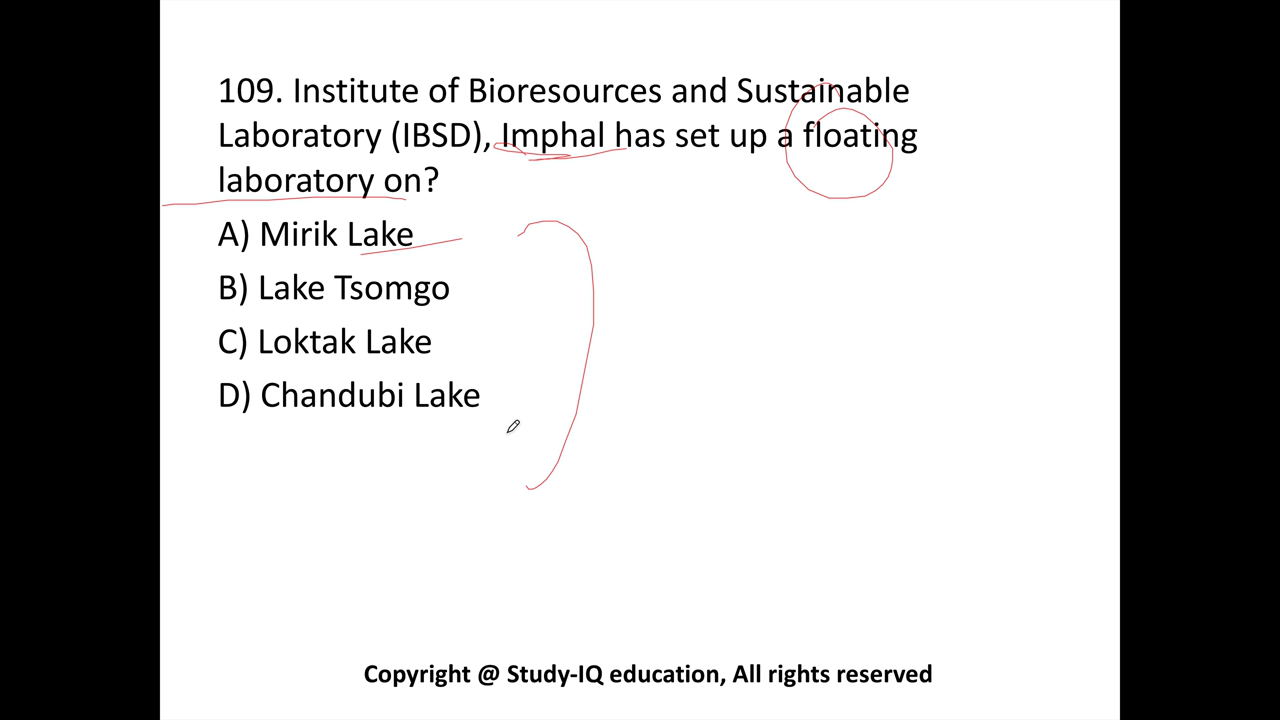 109. Institute of Bioresources and Sustainable
Laboratory (IBSD), Imphal has set up a floating
laboratory on?
A) Mirik Lake
B) Lake Tsomgo
C) Loktak Lake
D) Chandubi Lake
Copyright @ Study-IQ education, All rights reserved